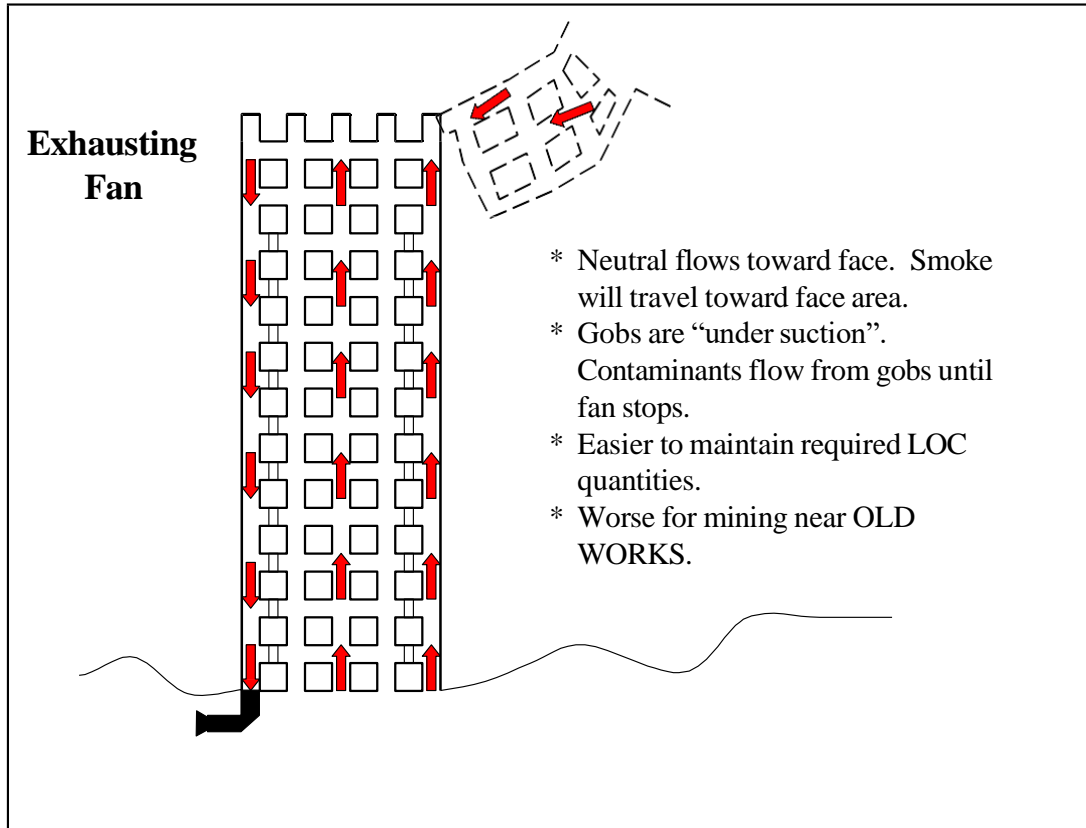 Exhausting
Fan
* Neutral flows toward face.  Smoke
will travel toward face area.
* Gobs are “under suction”.
Contaminants flow from gobs until
fan stops.
* Easier to maintain required LOC
quantities.
* Worse for mining near OLD
WORKS.